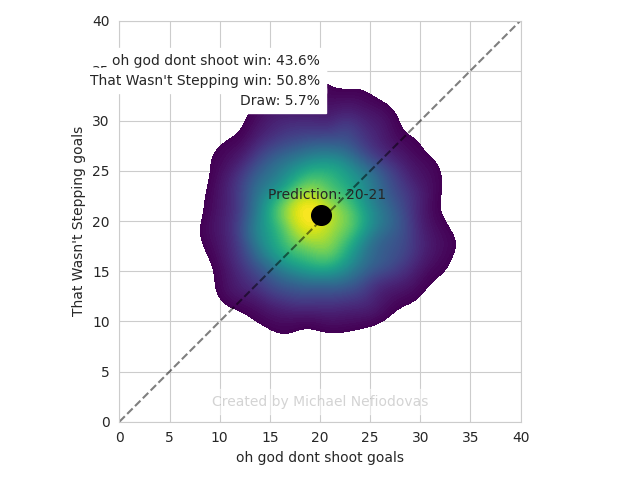 40
oh god dont shoot win: 43.6%
That Wasn't Stepping win: 50.8%
Draw: 5.7%
30
25
20
15
10
5
0
That Wasn't Stepping goals
Prediction: 20-21
Created by Michael Nefiodovas
0 5 10 15 20 25 30 35 40
oh god dont shoot goals